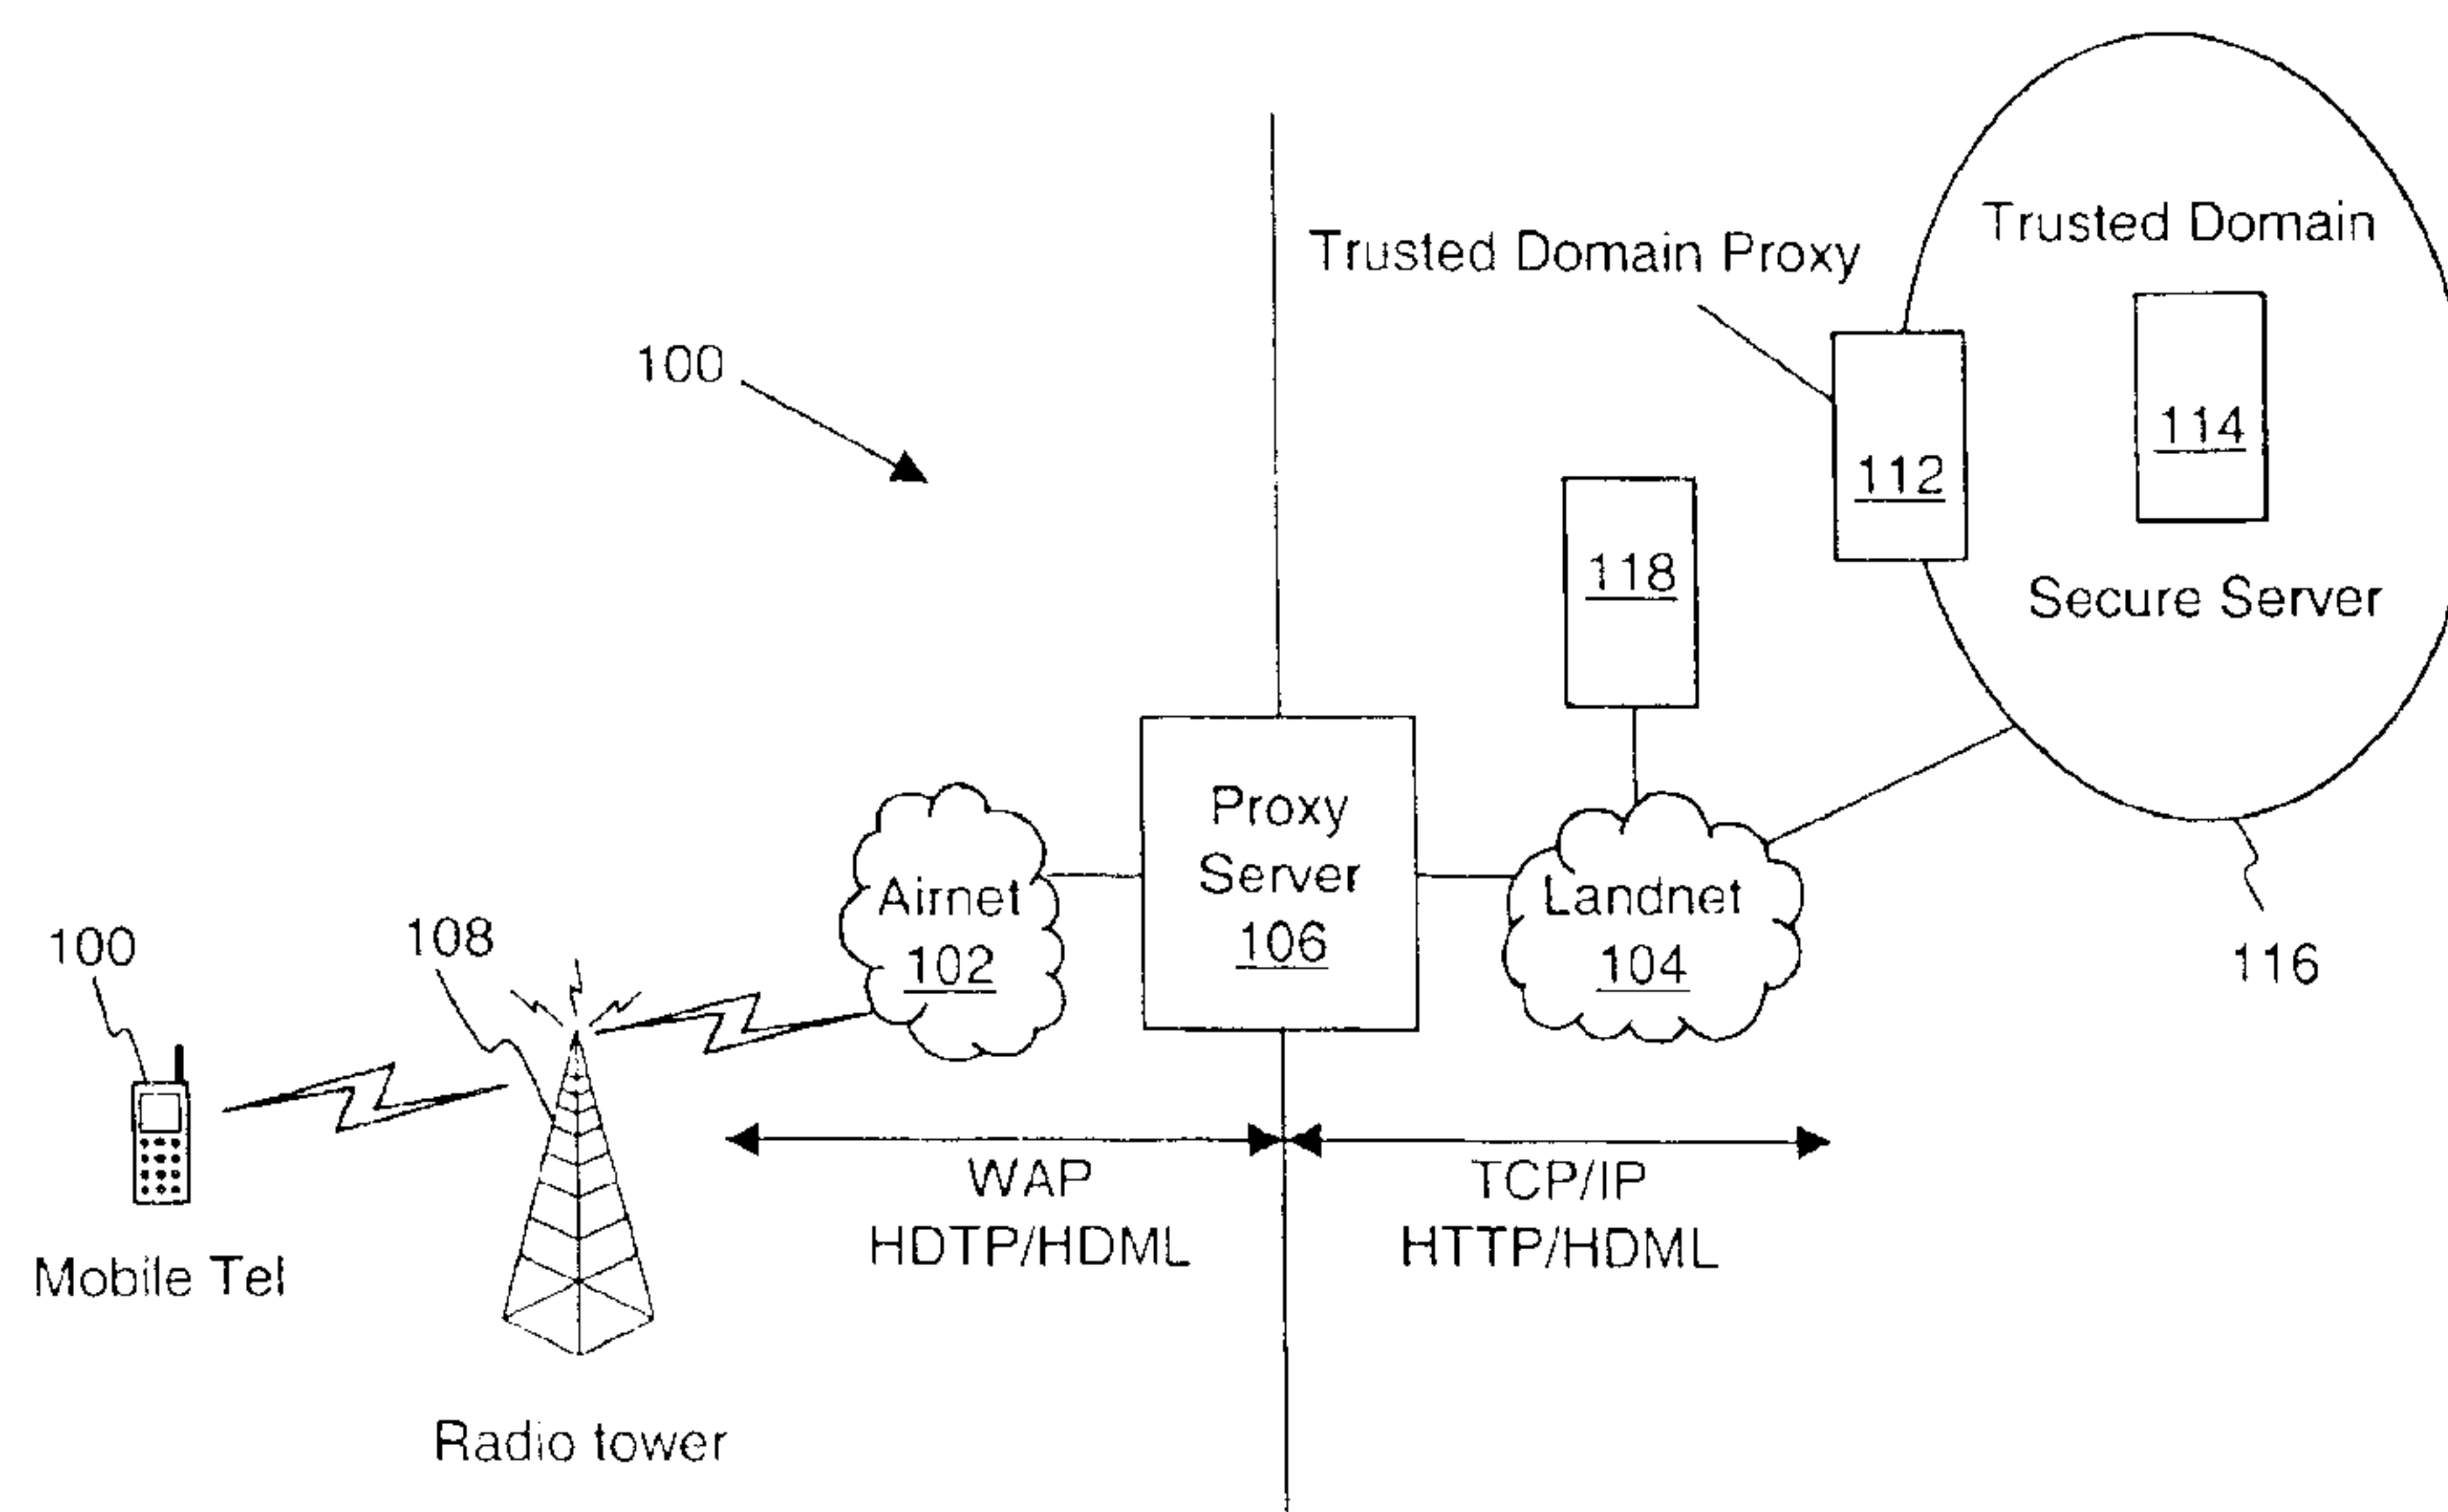 Trusted Domain
Trusted Domain Proxy
100
114
112
118
Secure Server
Proxy
Server
106
Airnet
102
Landnet
104
100
108
116
WAP
HDTP/HDML
TCP/IP
HTTP/HDML
Mobile Tel
Radio tower